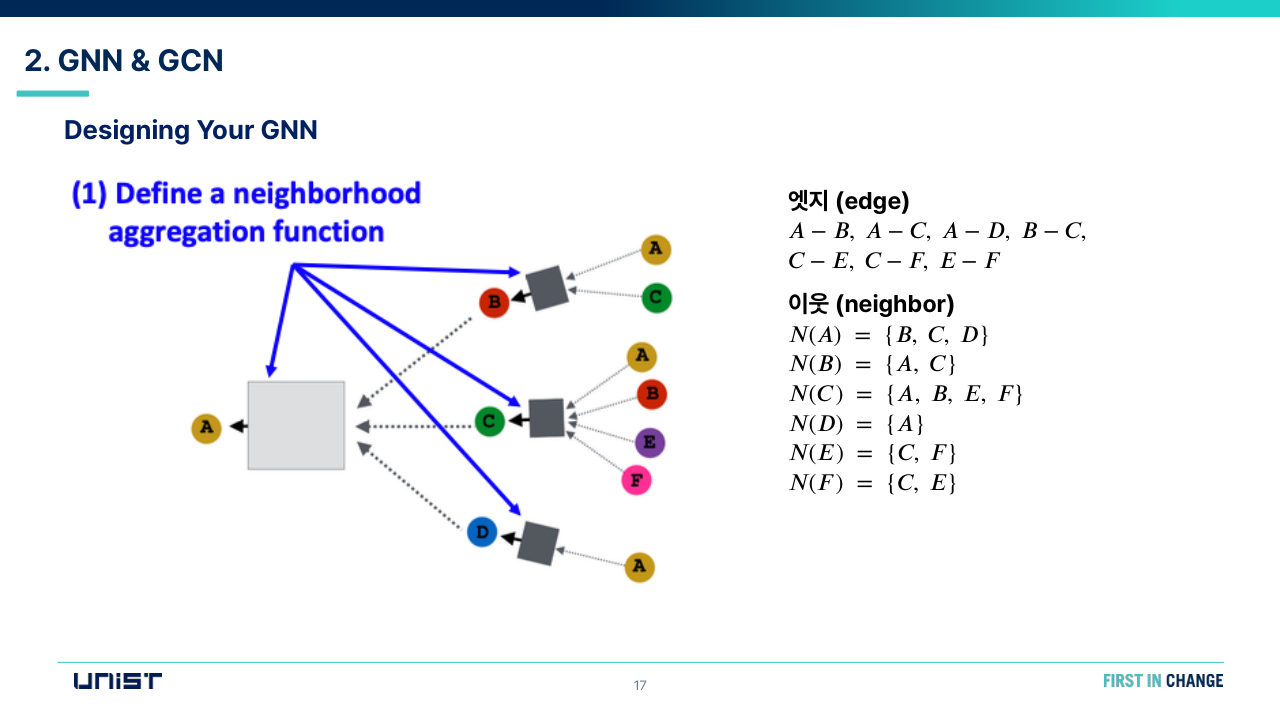 2. GNN & GCN
Designing Your GNN
(1) Define a neighborhood
aggregation function
A
C
B
A
B
E
F
C
A
D
A
엣지 (edge)
A − B, A − C, A − D, B − C,
C − E, C − F, E − F
이웃 (neighbor)
N(A) = {B, C, D}
N(B) = {A, C}
N(C) = {A, B, E, F}
N(D) = {A}
N(E) = {C, F}
N(F) = {C, E}
UNIST
17
FIRST IN CHANGE